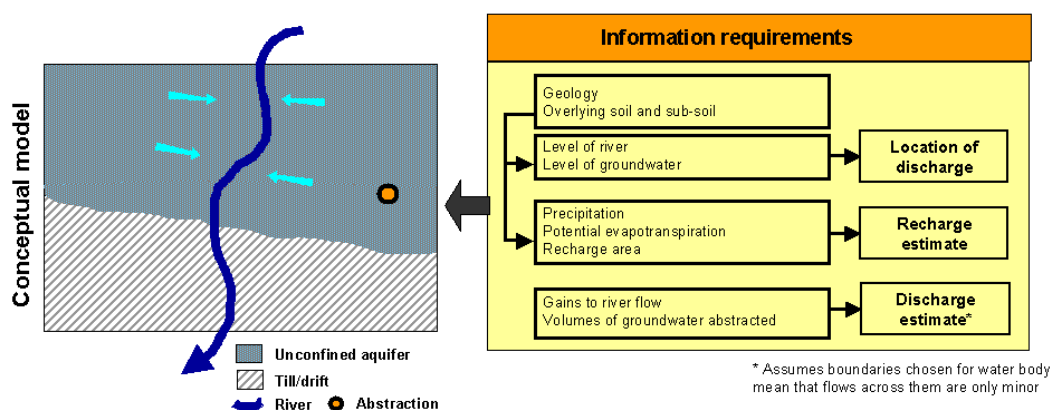 Conceptual model
Unconfined aquifer
Till/drift
River
Abstraction
Information requirements
Geology
Overlying soil and sub-soil
Level of river
Level of groundwater
Location of
discharge
Precipitation
Potential evapotranspiration
Recharge area
Recharge
estimate
Gains to river flow
Volumes of groundwater abstracted
Discharge
estimate*
* Assumes boundaries chosen for water body
mean that flows across them are only minor